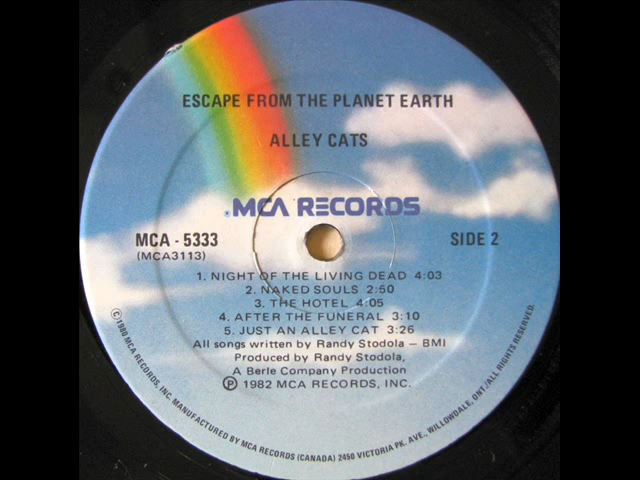 ESCAPE FROM THE PLANET EARTH
ALLEY CATS
MCA RECORDS
MCA - 5333
(MCA3113)
SIDE 2
1. NIGHT OF THE LIVING DEAD 4:03
2. NAKED SOULS 2:50
3. THE HOTEL 4:05
4. AFTER THE FUNERAL 3:10
5. JUST AN ALLEY CAT 3:26
All songs written by Randy Stodola – BMI
Produced by Randy Stodola,
A Berle Company Production
Ⓟ 1982 MCA RECORDS, INC.
©1980 MCA RECORDS, INC. MANUFACTURED BY MCA RECORDS (CANADA) 2450 VICTORIA PK. AVE., WILLOWDALE, ONT./ALL RIGHTS RESERVED.